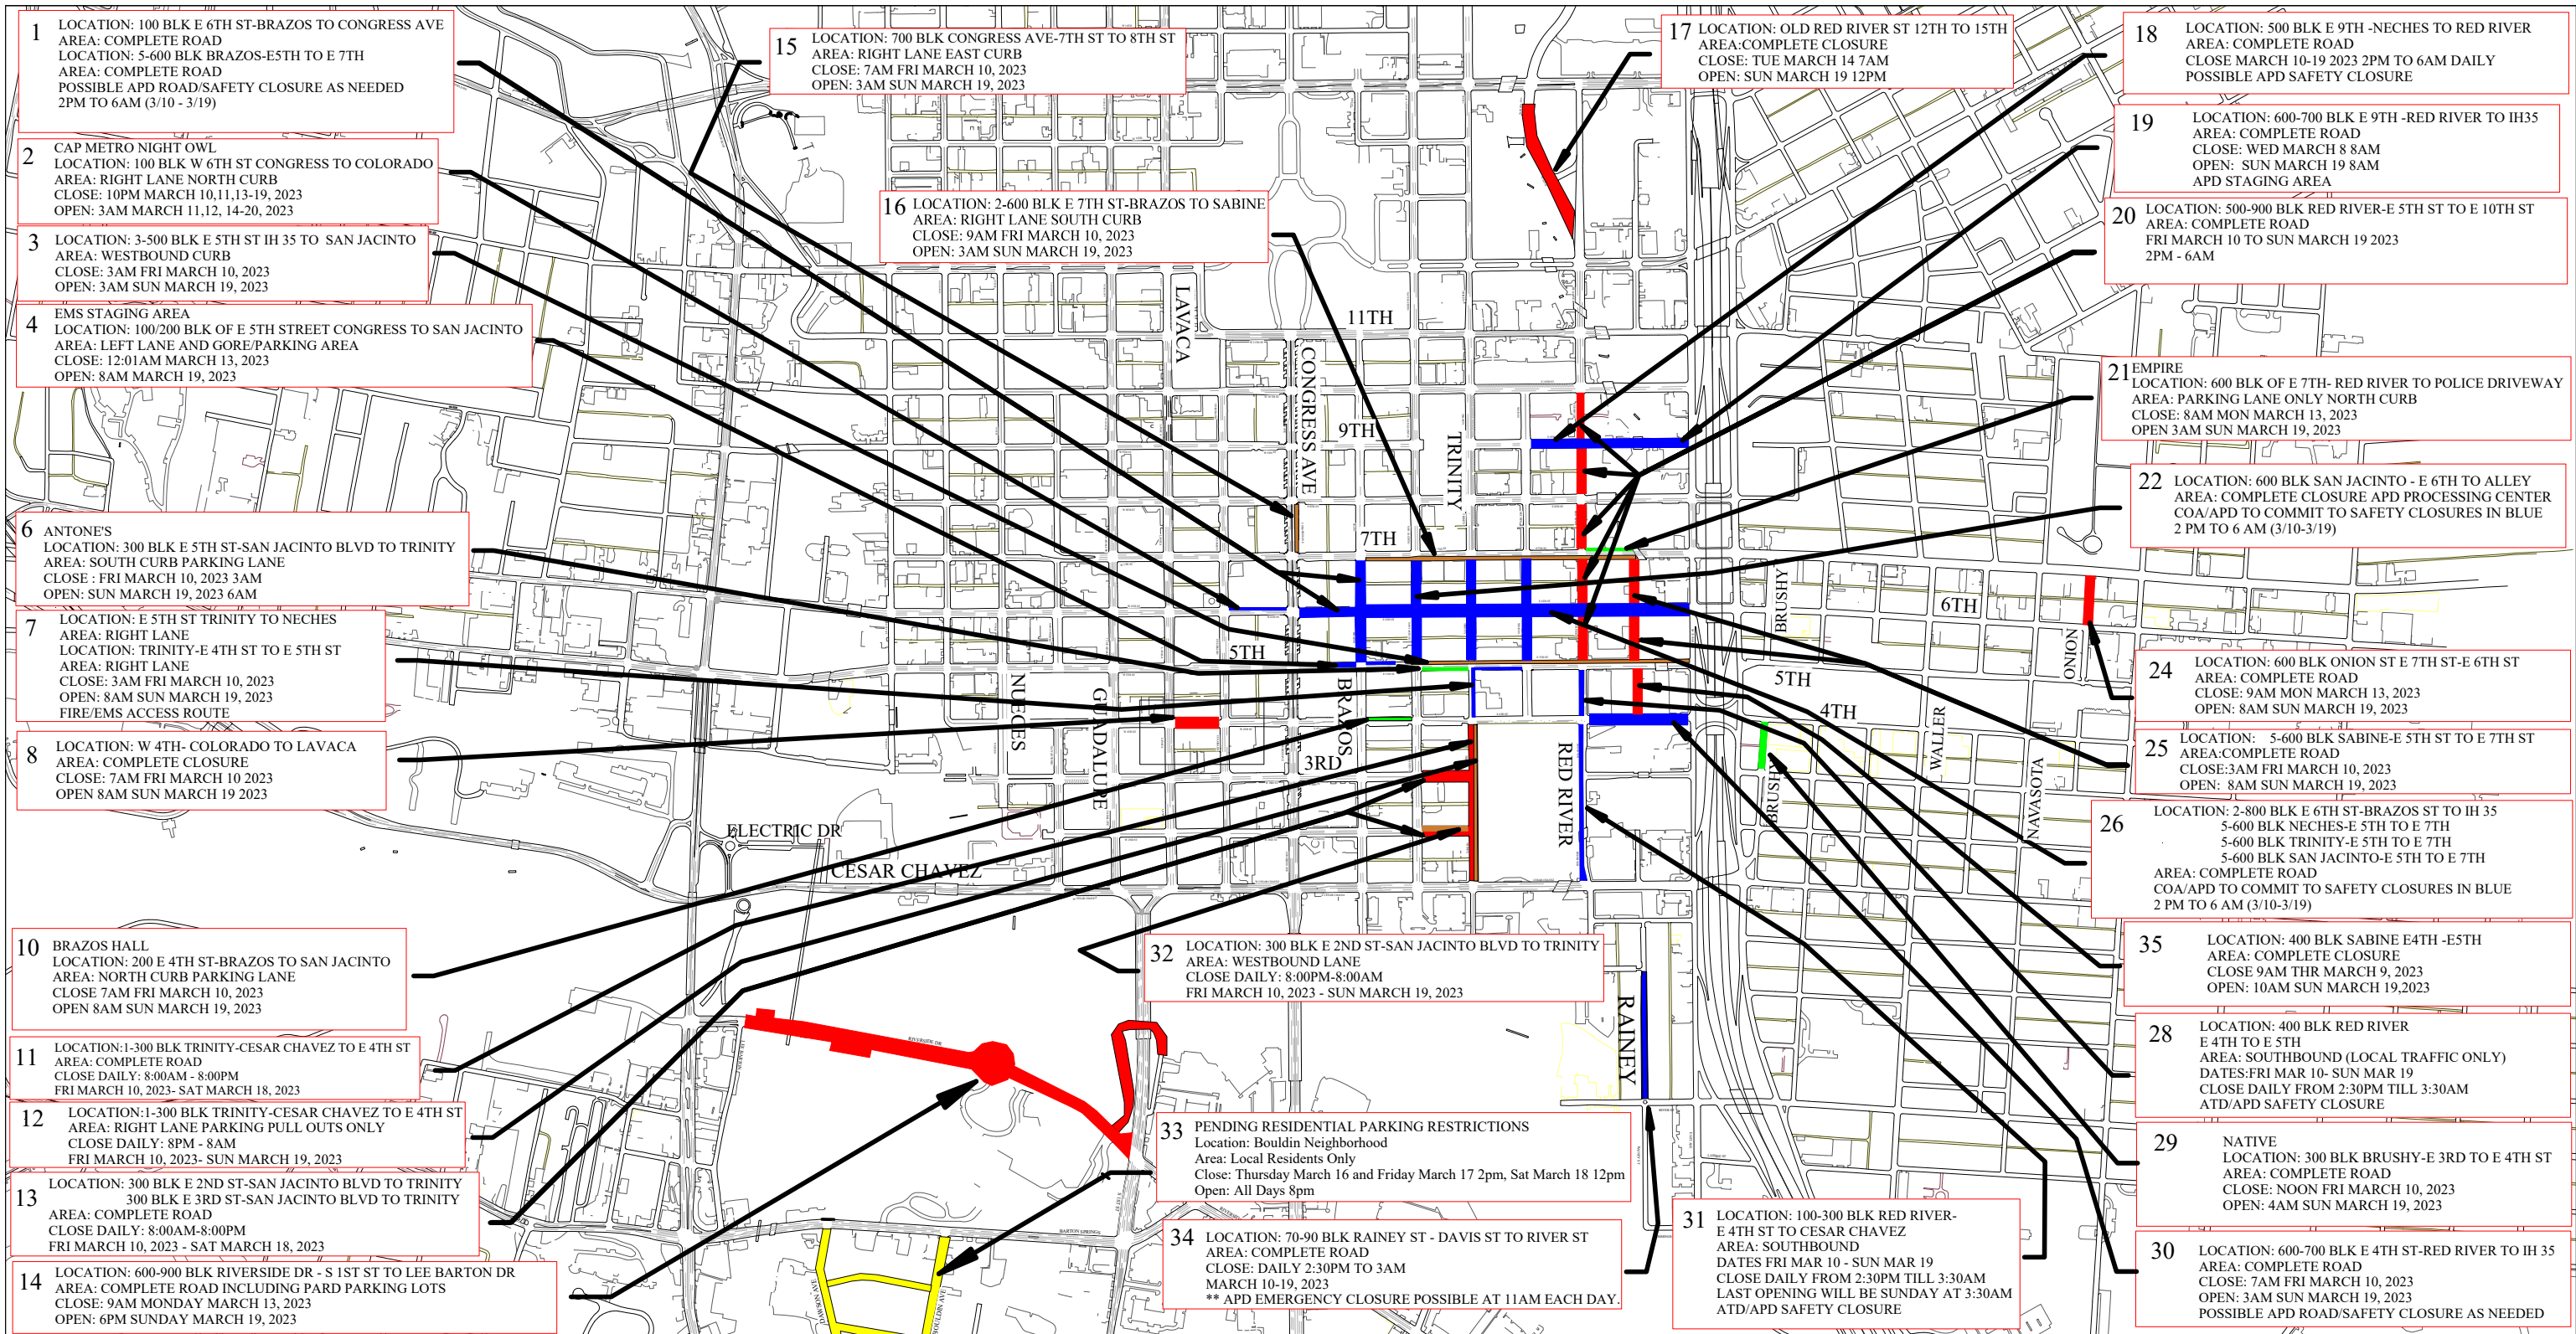 1
LOCATION: 100 BLK E 6TH ST-BRAZOS TO CONGRESS AVE
AREA: COMPLETE ROAD
LOCATION: 5-600 BLK BRAZOS-E5TH TO E 7TH
AREA: COMPLETE ROAD
POSSIBLE APD ROAD/SAFETY CLOSURE AS NEEDED
2PM TO 6AM (3/10 - 3/19)
2
CAP METRO NIGHT OWL
LOCATION: 100 BLK W 6TH ST CONGRESS TO COLORADO
AREA: RIGHT LANE NORTH CURB
CLOSE: 10PM MARCH 10,11,13-19, 2023
OPEN: 3AM MARCH 11,12, 14-20, 2023
3
LOCATION: 3-500 BLK E 5TH ST IH 35 TO SAN JACINTO
AREA: WESTBOUND CURB
CLOSE: 3AM FRI MARCH 10, 2023
OPEN: 3AM SUN MARCH 19, 2023
4
EMS STAGING AREA
LOCATION: 100/200 BLK OF E 5TH STREET CONGRESS TO SAN JACINTO
AREA: LEFT LANE AND GORE/PARKING AREA
CLOSE: 12:01AM MARCH 13, 2023
OPEN: 8AM MARCH 19, 2023
6
ANTONE'S
LOCATION: 300 BLK E 5TH ST-SAN JACINTO BLVD TO TRINITY
AREA: SOUTH CURB PARKING LANE
CLOSE : FRI MARCH 10, 2023 3AM
OPEN: SUN MARCH 19, 2023 6AM
7
LOCATION: E 5TH ST TRINITY TO NECHES
AREA: RIGHT LANE
LOCATION: TRINITY-E 4TH ST TO E 5TH ST
AREA: RIGHT LANE
CLOSE: 3AM FRI MARCH 10, 2023
OPEN: 8AM SUN MARCH 19, 2023
FIRE/EMS ACCESS ROUTE
8
LOCATION: W 4TH- COLORADO TO LAVACA
AREA: COMPLETE CLOSURE
CLOSE: 7AM FRI MARCH 10 2023
OPEN 8AM SUN MARCH 19 2023
10
BRAZOS HALL
LOCATION: 200 E 4TH ST-BRAZOS TO SAN JACINTO
AREA: NORTH CURB PARKING LANE
CLOSE 7AM FRI MARCH 10, 2023
OPEN 8AM SUN MARCH 19, 2023
11
LOCATION:1-300 BLK TRINITY-CESAR CHAVEZ TO E 4TH ST
AREA: COMPLETE ROAD
CLOSE DAILY: 8:00AM - 8:00PM
FRI MARCH 10, 2023- SAT MARCH 18, 2023
12
LOCATION:1-300 BLK TRINITY-CESAR CHAVEZ TO E 4TH ST
AREA: RIGHT LANE PARKING PULL OUTS ONLY
CLOSE DAILY: 8PM - 8AM
FRI MARCH 10, 2023- SUN MARCH 19, 2023
13
LOCATION: 300 BLK E 2ND ST-SAN JACINTO BLVD TO TRINITY
300 BLK E 3RD ST-SAN JACINTO BLVD TO TRINITY
AREA: COMPLETE ROAD
CLOSE DAILY: 8:00AM-8:00PM
FRI MARCH 10, 2023 - SAT MARCH 18, 2023
14
LOCATION: 600-900 BLK RIVERSIDE DR - S 1ST ST TO LEE BARTON DR
AREA: COMPLETE ROAD INCLUDING PARD PARKING LOTS
CLOSE: 9AM MONDAY MARCH 13, 2023
OPEN: 6PM SUNDAY MARCH 19, 2023
15
LOCATION: 700 BLK CONGRESS AVE-7TH ST TO 8TH ST
AREA: RIGHT LANE EAST CURB
CLOSE: 7AM FRI MARCH 10, 2023
OPEN: 3AM SUN MARCH 19, 2023
16
LOCATION: 2-600 BLK E 7TH ST-BRAZOS TO SABINE
AREA: RIGHT LANE SOUTH CURB
CLOSE: 9AM FRI MARCH 10, 2023
OPEN: 3AM SUN MARCH 19, 2023
17
LOCATION: OLD RED RIVER ST 12TH TO 15TH
AREA:COMPLETE CLOSURE
CLOSE: TUE MARCH 14 7AM
OPEN: SUN MARCH 19 12PM
18
LOCATION: 500 BLK E 9TH -NECHES TO RED RIVER
AREA: COMPLETE ROAD
CLOSE MARCH 10-19 2023 2PM TO 6AM DAILY
POSSIBLE APD SAFETY CLOSURE
19
LOCATION: 600-700 BLK E 9TH -RED RIVER TO IH35
AREA: COMPLETE ROAD
CLOSE: WED MARCH 8 8AM
OPEN: SUN MARCH 19 8AM
APD STAGING AREA
20
LOCATION: 500-900 BLK RED RIVER-E 5TH ST TO E 10TH ST
AREA: COMPLETE ROAD
FRI MARCH 10 TO SUN MARCH 19 2023
2PM - 6AM
21
EMPIRE
LOCATION: 600 BLK OF E 7TH- RED RIVER TO POLICE DRIVEWAY
AREA: PARKING LANE ONLY NORTH CURB
CLOSE: 8AM MON MARCH 13, 2023
OPEN 3AM SUN MARCH 19, 2023
22
LOCATION: 600 BLK SAN JACINTO - E 6TH TO ALLEY
AREA: COMPLETE CLOSURE APD PROCESSING CENTER
COA/APD TO COMMIT TO SAFETY CLOSURES IN BLUE
2 PM TO 6 AM (3/10-3/19)
24
LOCATION: 600 BLK ONION ST E 7TH ST-E 6TH ST
AREA: COMPLETE ROAD
CLOSE: 9AM MON MARCH 13, 2023
OPEN: 8AM SUN MARCH 19, 2023
25
LOCATION: 5-600 BLK SABINE-E 5TH ST TO E 7TH ST
AREA:COMPLETE ROAD
CLOSE:3AM FRI MARCH 10, 2023
OPEN: 8AM SUN MARCH 19, 2023
26
LOCATION: 2-800 BLK E 6TH ST-BRAZOS ST TO IH 35
5-600 BLK NECHES-E 5TH TO E 7TH
5-600 BLK TRINITY-E 5TH TO E 7TH
5-600 BLK SAN JACINTO-E 5TH TO E 7TH
AREA: COMPLETE ROAD
COA/APD TO COMMIT TO SAFETY CLOSURES IN BLUE
2 PM TO 6 AM (3/10-3/19)
35
LOCATION: 400 BLK SABINE E4TH -E5TH
AREA: COMPLETE CLOSURE
CLOSE 9AM THR MARCH 9, 2023
OPEN: 10AM SUN MARCH 19,2023
28
LOCATION: 400 BLK RED RIVER
E 4TH TO E 5TH
AREA: SOUTHBOUND (LOCAL TRAFFIC ONLY)
DATES:FRI MAR 10- SUN MAR 19
CLOSE DAILY FROM 2:30PM TILL 3:30AM
ATD/APD SAFETY CLOSURE
29
NATIVE
LOCATION: 300 BLK BRUSHY-E 3RD TO E 4TH ST
AREA: COMPLETE ROAD
CLOSE: NOON FRI MARCH 10, 2023
OPEN: 4AM SUN MARCH 19, 2023
30
LOCATION: 600-700 BLK E 4TH ST-RED RIVER TO IH 35
AREA: COMPLETE ROAD
CLOSE: 7AM FRI MARCH 10, 2023
OPEN: 3AM SUN MARCH 19, 2023
POSSIBLE APD ROAD/SAFETY CLOSURE AS NEEDED
31
LOCATION: 100-300 BLK RED RIVER-
E 4TH ST TO CESAR CHAVEZ
AREA: SOUTHBOUND
DATES FRI MAR 10 - SUN MAR 19
CLOSE DAILY FROM 2:30PM TILL 3:30AM
LAST OPENING WILL BE SUNDAY AT 3:30AM
ATD/APD SAFETY CLOSURE
32
LOCATION: 300 BLK E 2ND ST-SAN JACINTO BLVD TO TRINITY
AREA: WESTBOUND LANE
CLOSE DAILY: 8:00PM-8:00AM
FRI MARCH 10, 2023 - SUN MARCH 19, 2023
33
PENDING RESIDENTIAL PARKING RESTRICTIONS
Location: Bouldin Neighborhood
Area: Local Residents Only
Close: Thursday March 16 and Friday March 17 2pm, Sat March 18 12pm
Open: All Days 8pm
34
LOCATION: 70-90 BLK RAINEY ST - DAVIS ST TO RIVER ST
AREA: COMPLETE ROAD
CLOSE: DAILY 2:30PM TO 3AM
MARCH 10-19, 2023
** APD EMERGENCY CLOSURE POSSIBLE AT 11AM EACH DAY.
LAVACA
11TH
CONGRESS AVE
9TH
TRINITY
7TH
6TH
BRUSHY
ONION
5TH
5TH
4TH
NUECES
GUADALUPE
BRAZOS
3RD
RED RIVER
WALLER
BRUSHY
NAVASOTA
ELECTRIC DR
CESAR CHAVEZ
RAINEY
RIVERSIDE DR
BARTON SPRINGS
DAWSON AVE
BOULDIN AVE